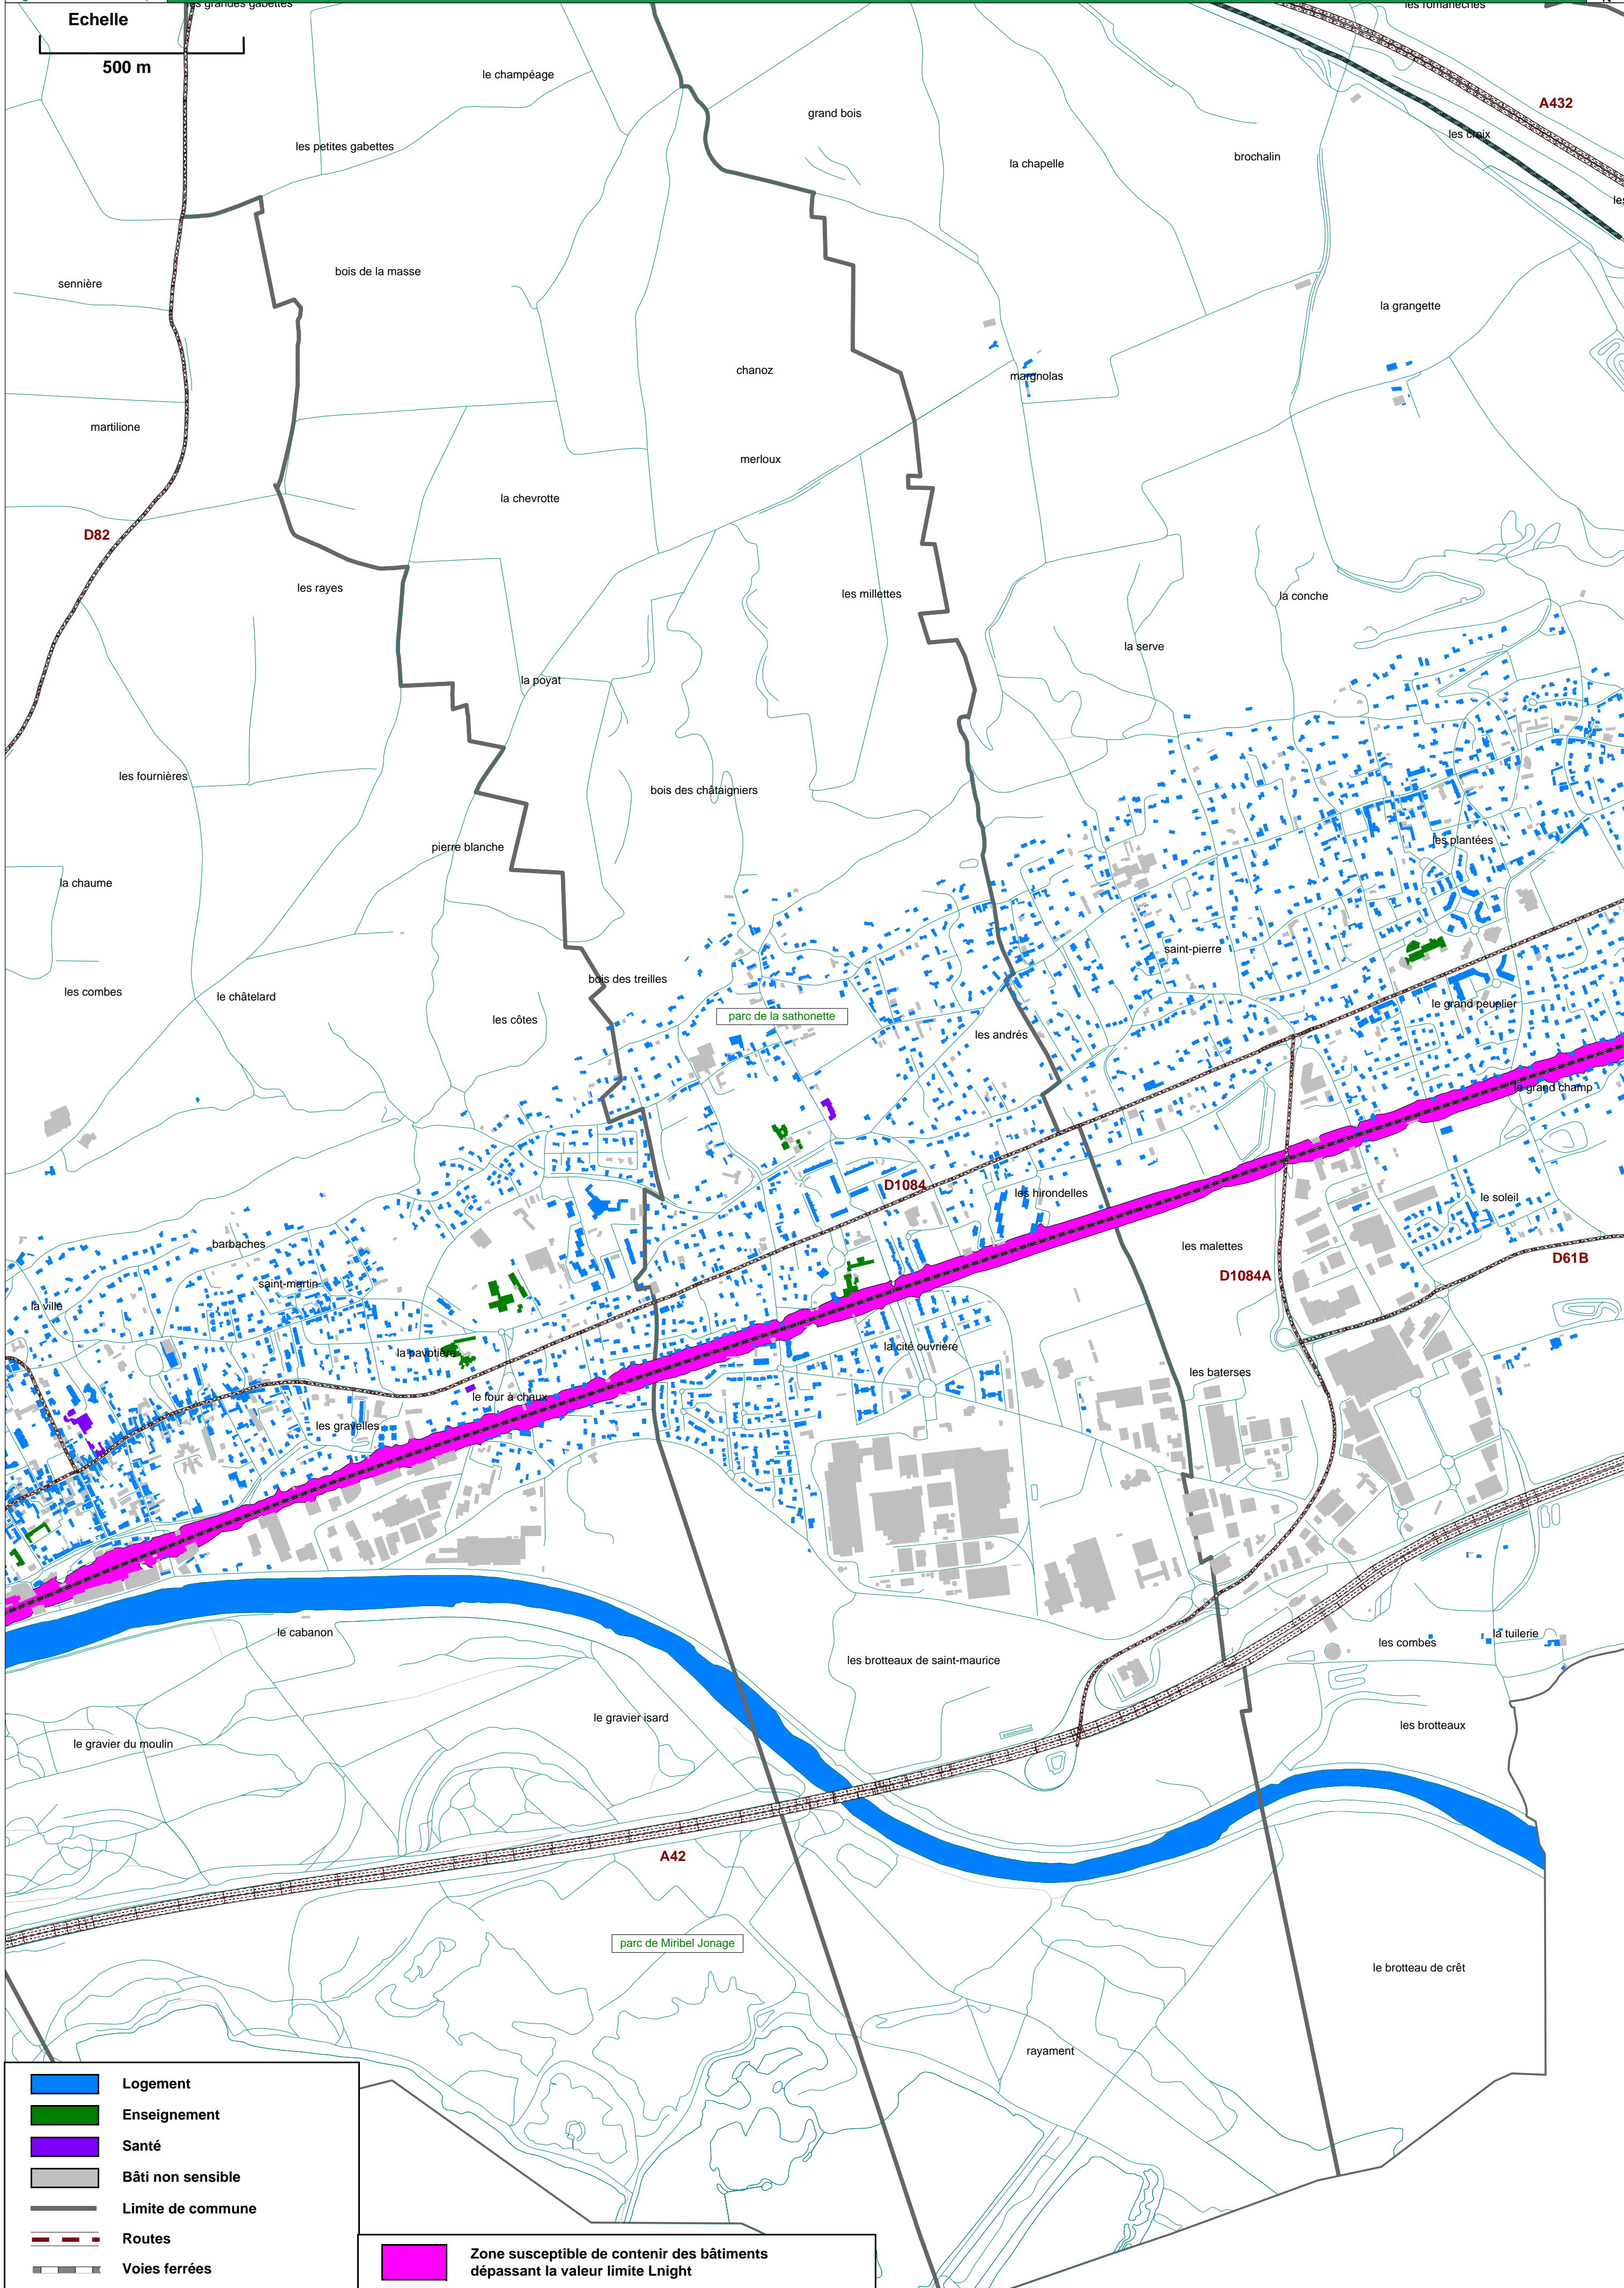 les grandes gabettes
les romanèches
Echelle
500 m
le champéage
A432
grand bois
les croix
les petites gabettes
brochalin
la chapelle
les
bois de la masse
sennière
la grangette
chanoz
margnolas
martilione
merloux
la chevrotte
D82
les rayes
les millettes
la conche
la serve
la poyat
les fournières
bois des châtaigniers
les plantées
pierre blanche
la chaume
saint-pierre
bois des treilles
les combes
le châtelard
le grand peuplier
parc de la sathonette
les côtes
les andrés
le grand champ
D1084
les hirondelles
le soleil
barbaches
les malettes
D61B
D1084A
saint-martin
la ville
la cité ouvrière
la pavotière
les baterses
le four à chaux
les gravelles
le cabanon
la tuilerie
les combes
les brotteaux de saint-maurice
le gravier isard
les brotteaux
le gravier du moulin
A42
parc de Miribel Jonage
le brotteau de crêt
rayament
Logement
Enseignement
Santé
Bâti non sensible
Limite de commune
Routes
Voies ferrées
Zone susceptible de contenir des bâtiments
dépassant la valeur limite Lnight